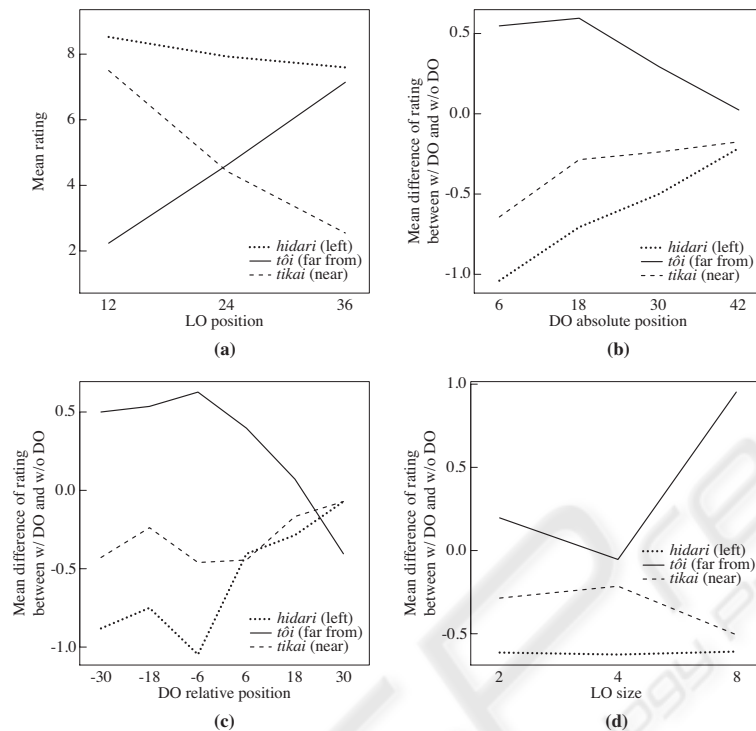 8
6
4
2
Mean rating
hidari (left)
tôi (far from)
tikai (near)
12 24 36
LO position
(a)
0.5
0.0
-0.5
-1.0
Mean difference of rating
between w/ DO and w/o DO
hidari (left)
tôi (far from)
tikai (near)
6 18 30 42
DO absolute position
(b)
0.5
0.0
-0.5
-1.0
Mean difference of rating
between w/ DO and w/o DO
hidari (left)
tôi (far from)
tikai (near)
-30 -18 -6 6 18 30
DO relative position
(c)
1.0
0.5
0.0
-0.5
Mean difference of rating
between w/ DO and w/o DO
hidari (left)
tôi (far from)
tikai (near)
2 4 8
LO size
(d)